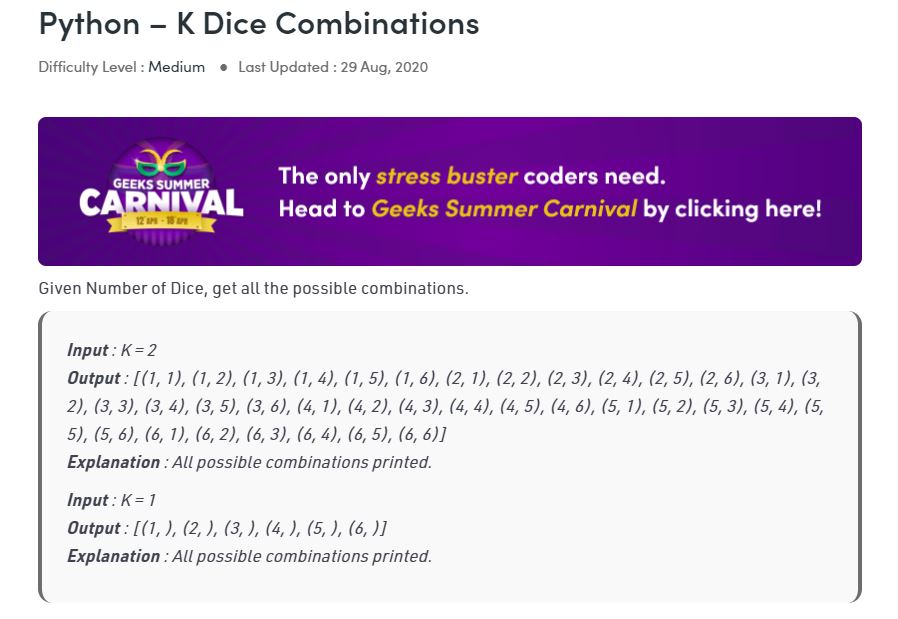 Python – K Dice Combinations
Difficulty Level : Medium ● Last Updated : 29 Aug, 2020
GEEKS SUMMER
CARNIVAL
12 APR - 18 APR
The only stress buster coders need.
Head to Geeks Summer Carnival by clicking here!
Given Number of Dice, get all the possible combinations.
Input : K = 2
Output : [(1, 1), (1, 2), (1, 3), (1, 4), (1, 5), (1, 6), (2, 1), (2, 2), (2, 3), (2, 4), (2, 5), (2, 6), (3, 1), (3,
2), (3, 3), (3, 4), (3, 5), (3, 6), (4, 1), (4, 2), (4, 3), (4, 4), (4, 5), (4, 6), (5, 1), (5, 2), (5, 3), (5, 4), (5,
5), (5, 6), (6, 1), (6, 2), (6, 3), (6, 4), (6, 5), (6, 6)]
Explanation : All possible combinations printed.
Input : K = 1
Output : [(1, ), (2, ), (3, ), (4, ), (5, ), (6, )]
Explanation : All possible combinations printed.